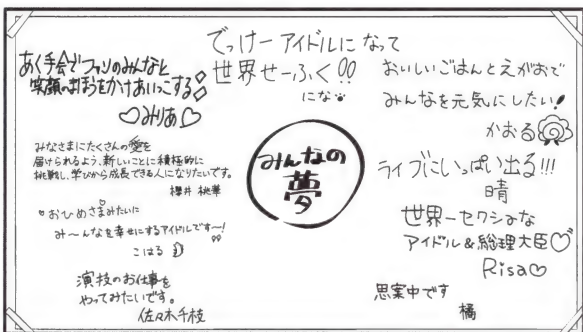 でっけーアイドルになって
世界せーふく!!
にな
あく手会でファンのみんなと
笑顔のまほうをかけあいっこする
♡みりあ♡
おいしいごはんとえがおで
みんなを元気にしたい!
かおる
みなさまにたくさんの愛を
届けられるよう、新しいことに積極的に
挑戦し、学びから成長できる人になりたいです。
櫻井 桃華
みんなの
夢
ライブにいっぱい出る!!!
晴
おひめさまみたいに
み〜んなを幸せにするアイドルです〜!
こはる
世界一セクシーな
アイドル&総理大臣♡
Risa♡
演技のお仕事を
やってみたいです。
佐々木千枝
思案中です
橘